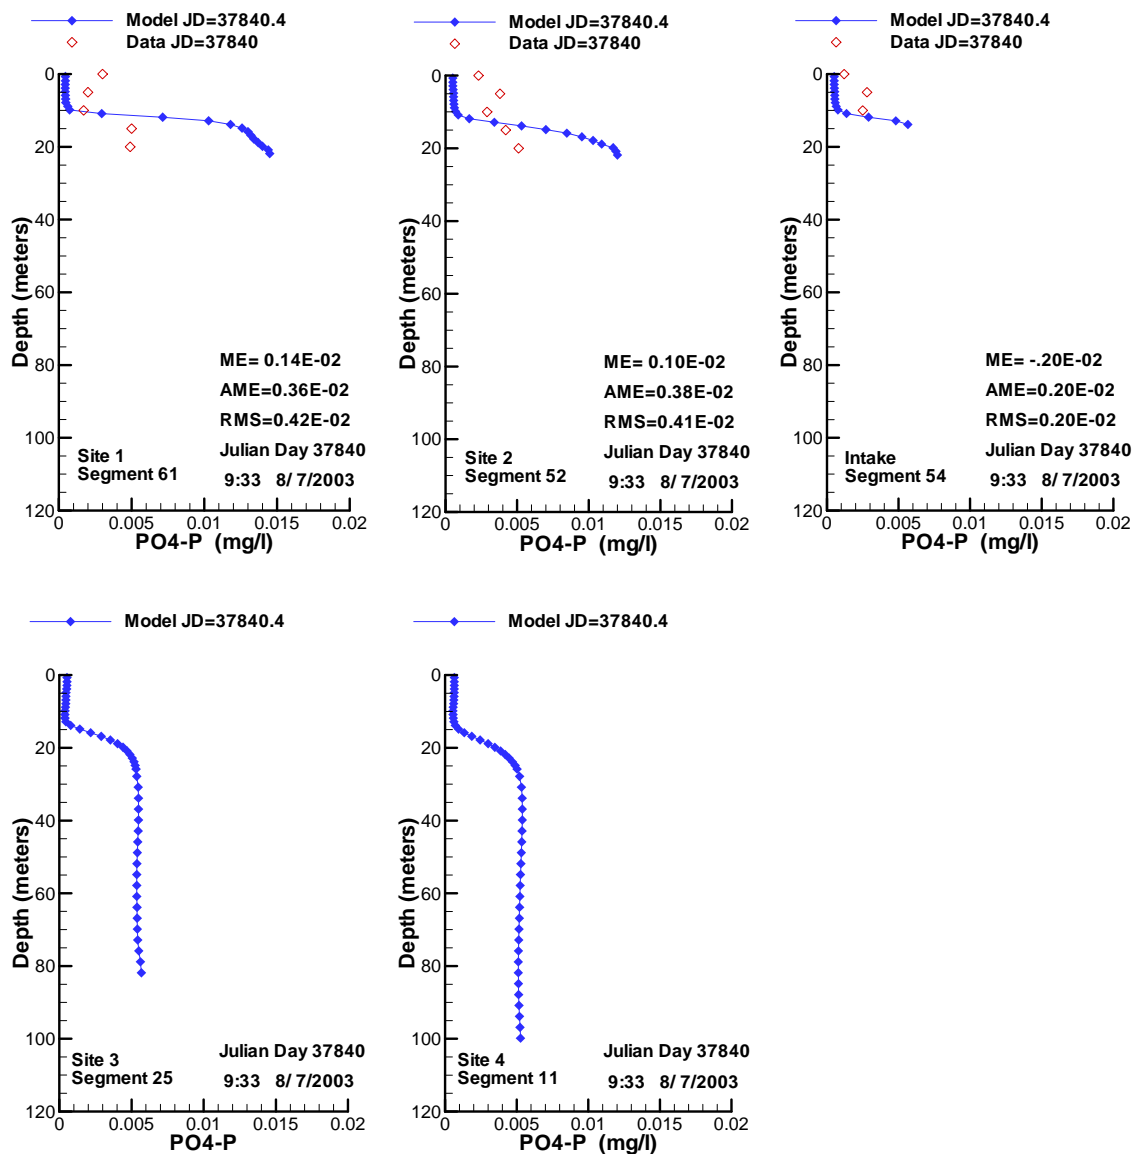 Model JD=37840.4
Data JD=37840
0
20
40
60
80
100
120
Depth (meters)
ME= 0.14E-02
AME=0.36E-02
RMS=0.42E-02
Julian Day 37840
9:33 8/ 7/2003
Site 1
Segment 61
0
0.005
0.01
0.015
0.02
PO4-P (mg/l)
Model JD=37840.4
Data JD=37840
0
20
40
60
80
100
120
Depth (meters)
ME= 0.10E-02
AME=0.38E-02
RMS=0.41E-02
Julian Day 37840
9:33 8/ 7/2003
Site 2
Segment 52
0
0.005
0.01
0.015
0.02
PO4-P (mg/l)
Model JD=37840.4
Data JD=37840
0
20
40
60
80
100
120
Depth (meters)
ME= -.20E-02
AME=0.20E-02
RMS=0.20E-02
Julian Day 37840
9:33 8/ 7/2003
Intake
Segment 54
0
0.005
0.01
0.015
0.02
PO4-P (mg/l)
Model JD=37840.4
0
20
40
60
80
100
120
Depth (meters)
Julian Day 37840
9:33 8/ 7/2003
Site 3
Segment 25
0
0.005
0.01
0.015
0.02
PO4-P
Model JD=37840.4
0
20
40
60
80
100
120
Depth (meters)
Julian Day 37840
9:33 8/ 7/2003
Site 4
Segment 11
0
0.005
0.01
0.015
0.02
PO4-P (mg/l)